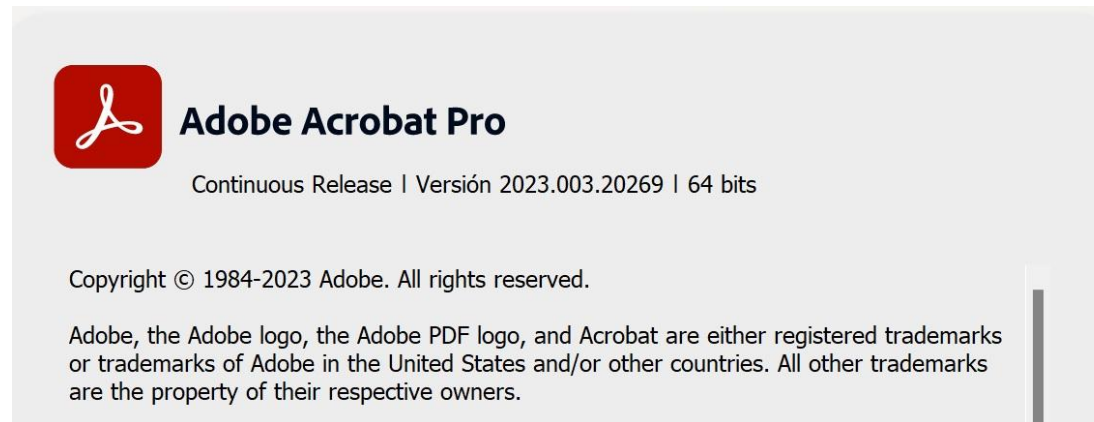 Adobe Acrobat Pro
Continuous Release | Versión 2023.003.20269 | 64 bits
Copyright © 1984-2023 Adobe. All rights reserved.
Adobe, the Adobe logo, the Adobe PDF logo, and Acrobat are either registered trademarks
or trademarks of Adobe in the United States and/or other countries. All other trademarks
are the property of their respective owners.